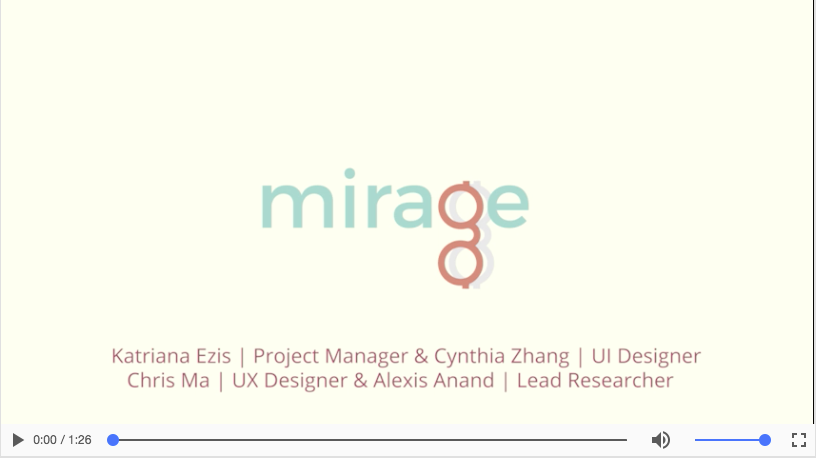 mirage
Katriana Ezis | Project Manager & Cynthia Zhang | UI Designer
Chris Ma | UX Designer & Alexis Anand | Lead Researcher
0:00 / 1:26